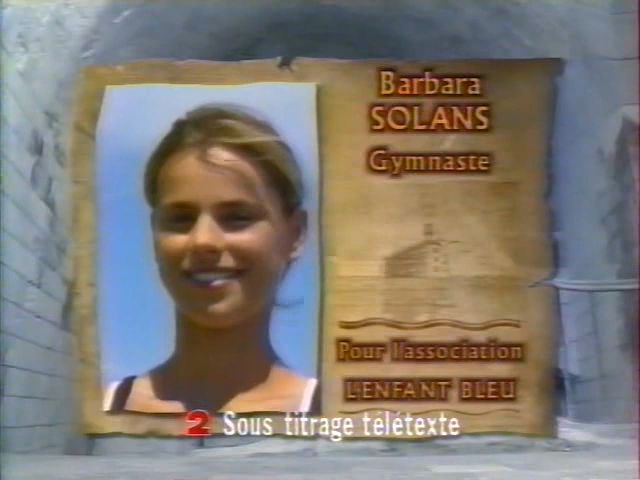 Barbara
SOLANS
Gymnaste
Pour l'association
L'ENFANT BLEU
2 Sous titrage télétexte